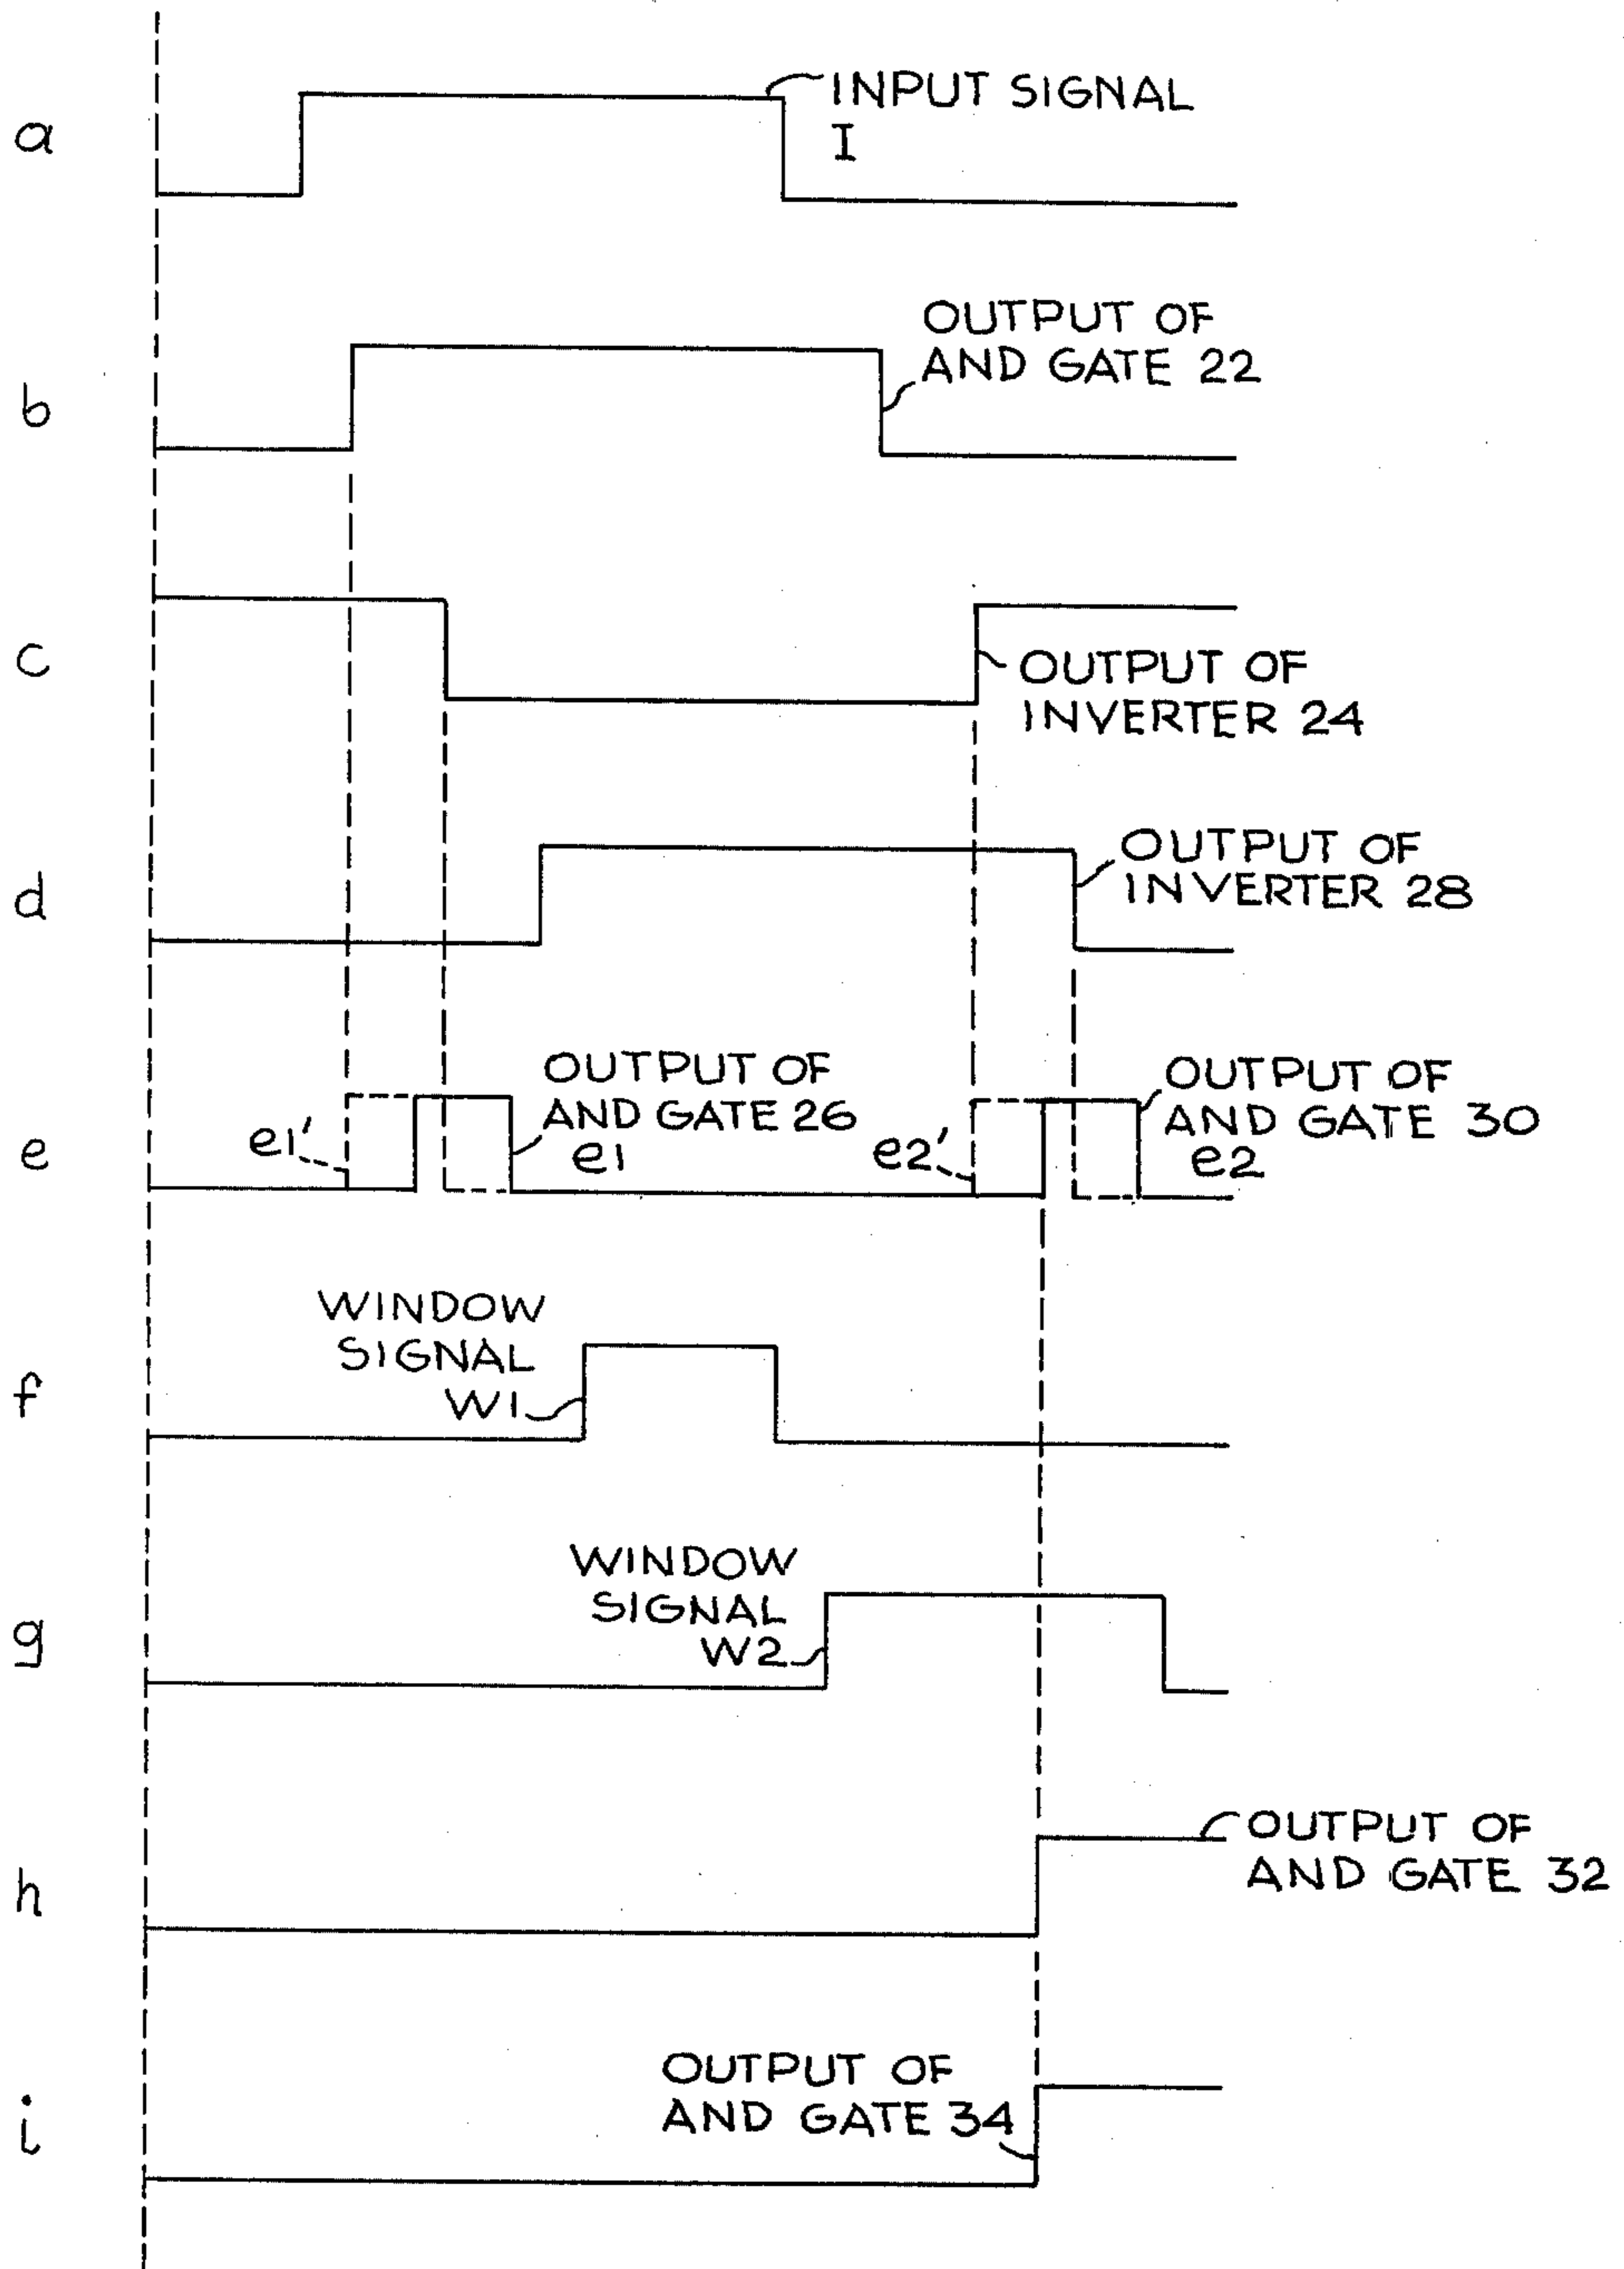 a
INPUT SIGNAL
I
b
OUTPUT OF
AND GATE 22
c
OUTPUT OF
INVERTER 24
d
OUTPUT OF
INVERTER 28
e
e1'
OUTPUT OF
AND GATE 26
e1
e2'
OUTPUT OF
AND GATE 30
e2
f
WINDOW
SIGNAL
W1
g
WINDOW
SIGNAL
W2
h
OUTPUT OF
AND GATE 32
i
OUTPUT OF
AND GATE 34